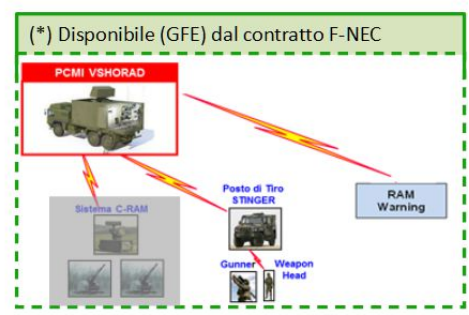 (*) Disponibile (GFE) dal contratto F-NEC
PCMI VSHORAD
Sistema C-RAM
Posto di Tiro
STINGER
RAM
Warning
Gunner
Weapon
Head